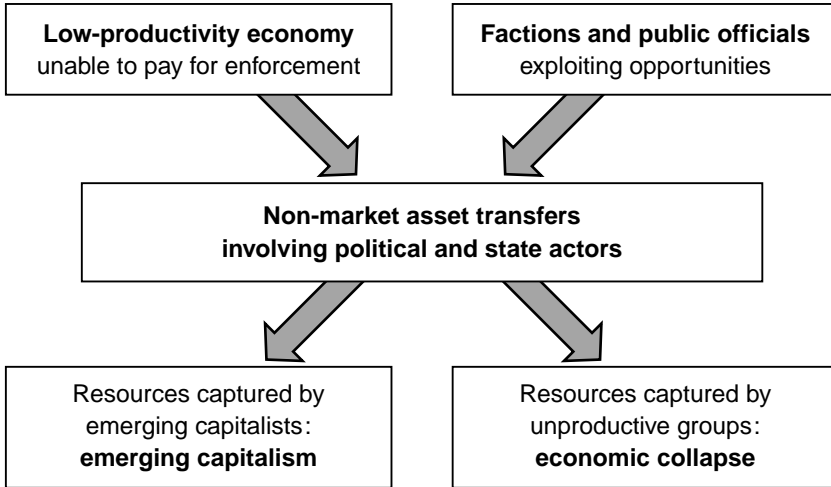 Low-productivity economy
unable to pay for enforcement
Factions and public officials
exploiting opportunities
Non-market asset transfers
involving political and state actors
Resources captured by
emerging capitalists:
emerging capitalism
Resources captured by
unproductive groups:
economic collapse